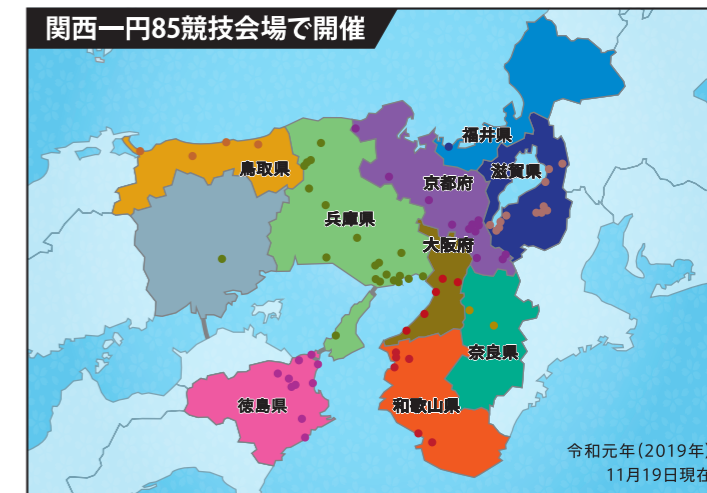 関西一円85競技会場で開催
福井県
鳥取県
滋賀県
京都府
兵庫県
大阪府
奈良県
徳島県
和歌山県
令和元年(2019年)
11月19日現在